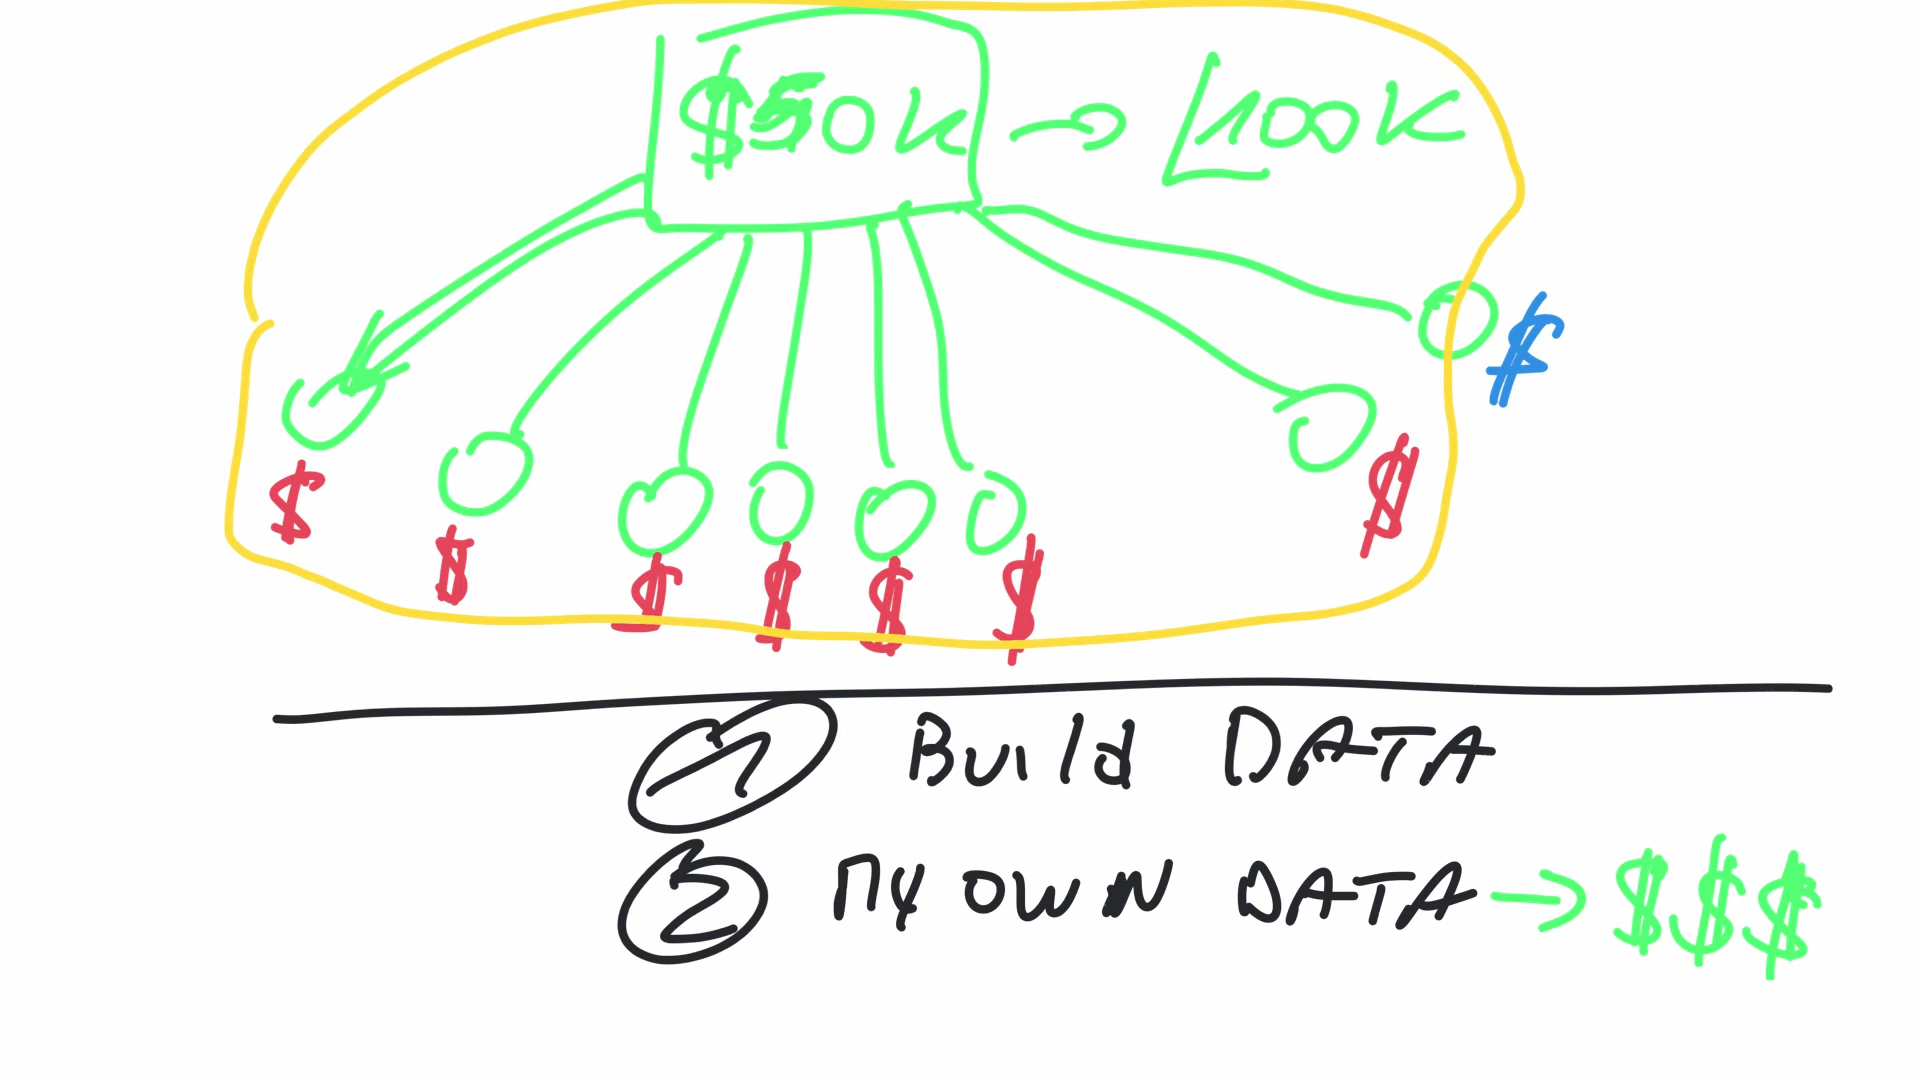 $50K → 100K
$
$
$
$
$
$
$
$
1 Build DATA
2 MY OWN DATA → $$$